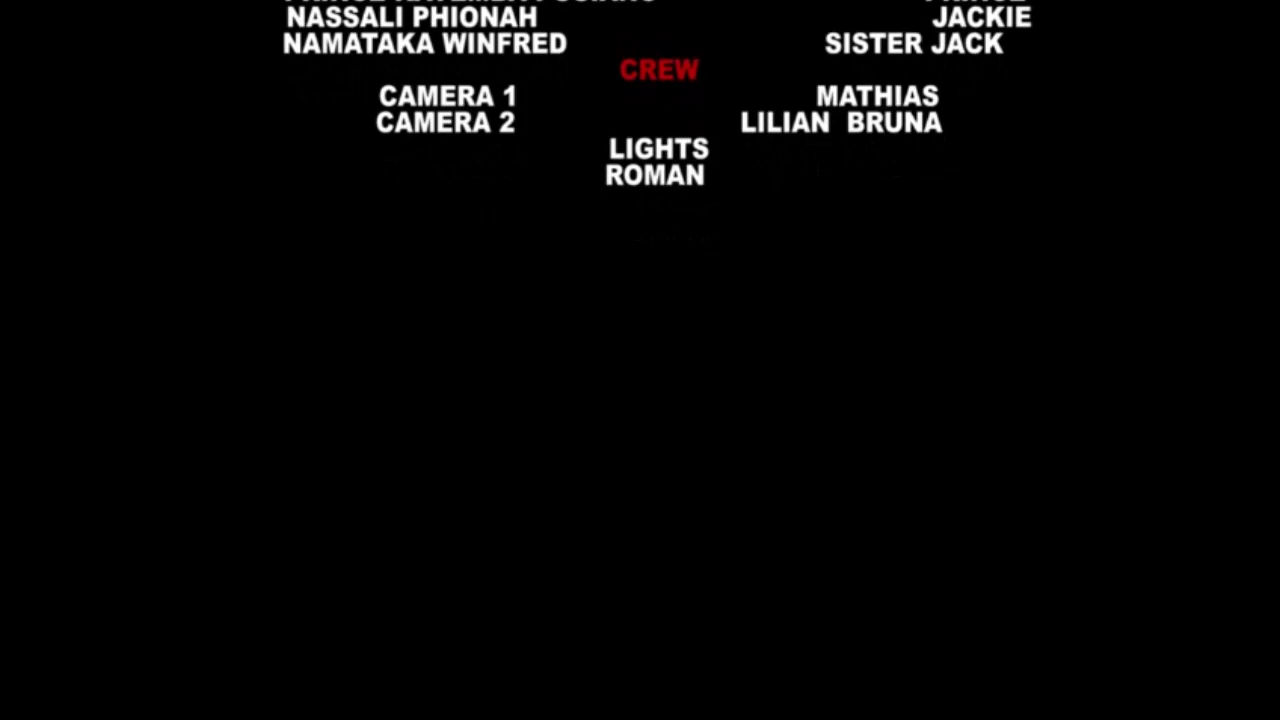 NASSALI PHIONAH JACKIE
NAMATAKA WINFRED SISTER JACK
CREW
CAMERA 1 MATHIAS
CAMERA 2 LILIAN BRUNA
LIGHTS
ROMAN